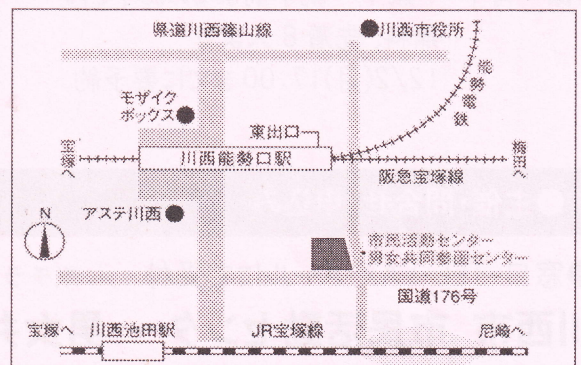 県道川西篠山線
川西市役所
能勢電鉄
モザイク
ボックス
東出口
宝塚へ
川西能勢口駅
梅田へ
阪急宝塚線
アステ川西
N
市民活動センター
男女共同参画センター
国道176号
宝塚へ
川西池田駅
JR宝塚線
尼崎へ